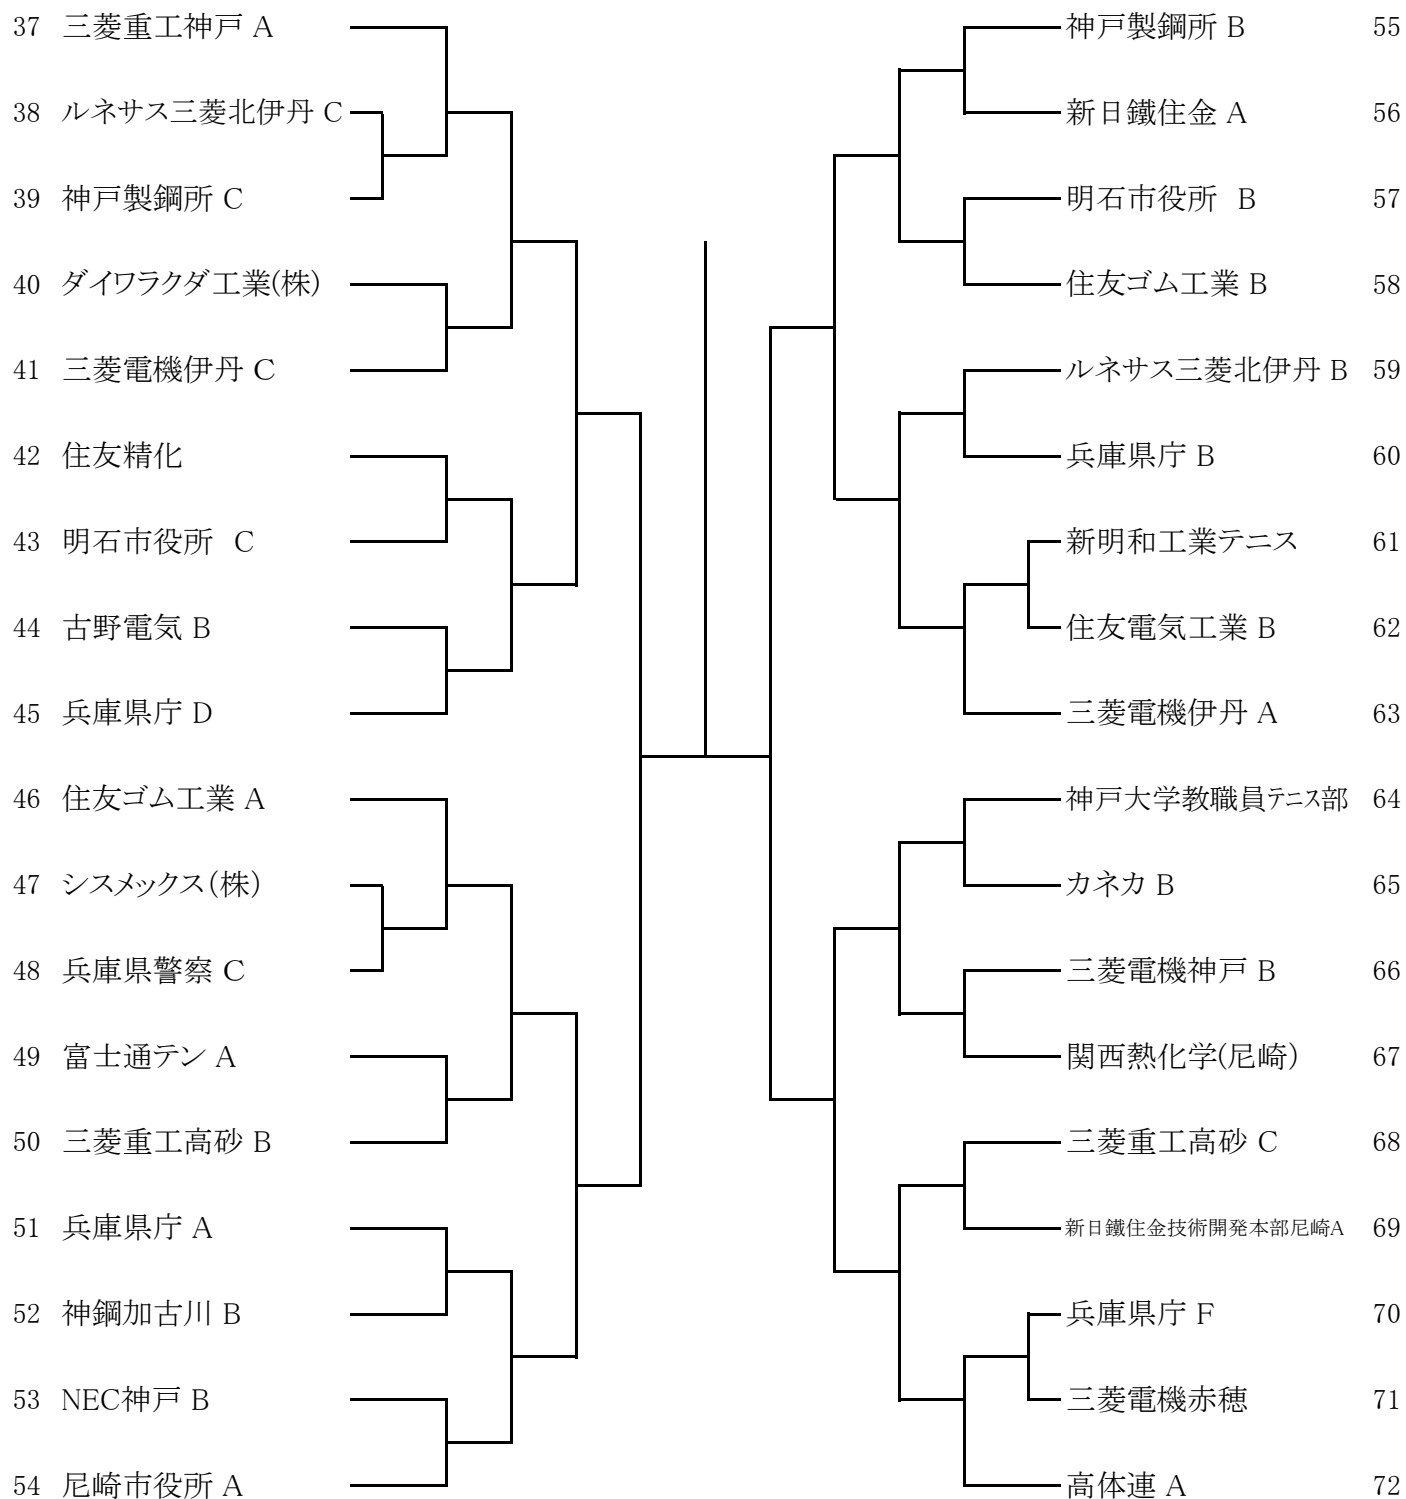 37 三菱重工神戸 A
38 ルネサス三菱北伊丹 C
39 神戸製鋼所 C
40 ダイワラクダ工業(株)
41 三菱電機伊丹 C
42 住友精化
43 明石市役所 C
44 古野電気 B
45 兵庫県庁 D
46 住友ゴム工業 A
47 シスメックス(株)
48 兵庫県警察 C
49 富士通テン A
50 三菱重工高砂 B
51 兵庫県庁 A
52 神鋼加古川 B
53 NEC神戸 B
54 尼崎市役所 A
神戸製鋼所 B 55
新日鐵住金 A 56
明石市役所 B 57
住友ゴム工業 B 58
ルネサス三菱北伊丹 B 59
兵庫県庁 B 60
新明和工業テニス 61
住友電気工業 B 62
三菱電機伊丹 A 63
神戸大学教職員テニス部 64
カネカ B 65
三菱電機神戸 B 66
関西熱化学(尼崎) 67
三菱重工高砂 C 68
新日鐵住金技術開発本部尼崎A 69
兵庫県庁 F 70
三菱電機赤穂 71
高体連 A 72